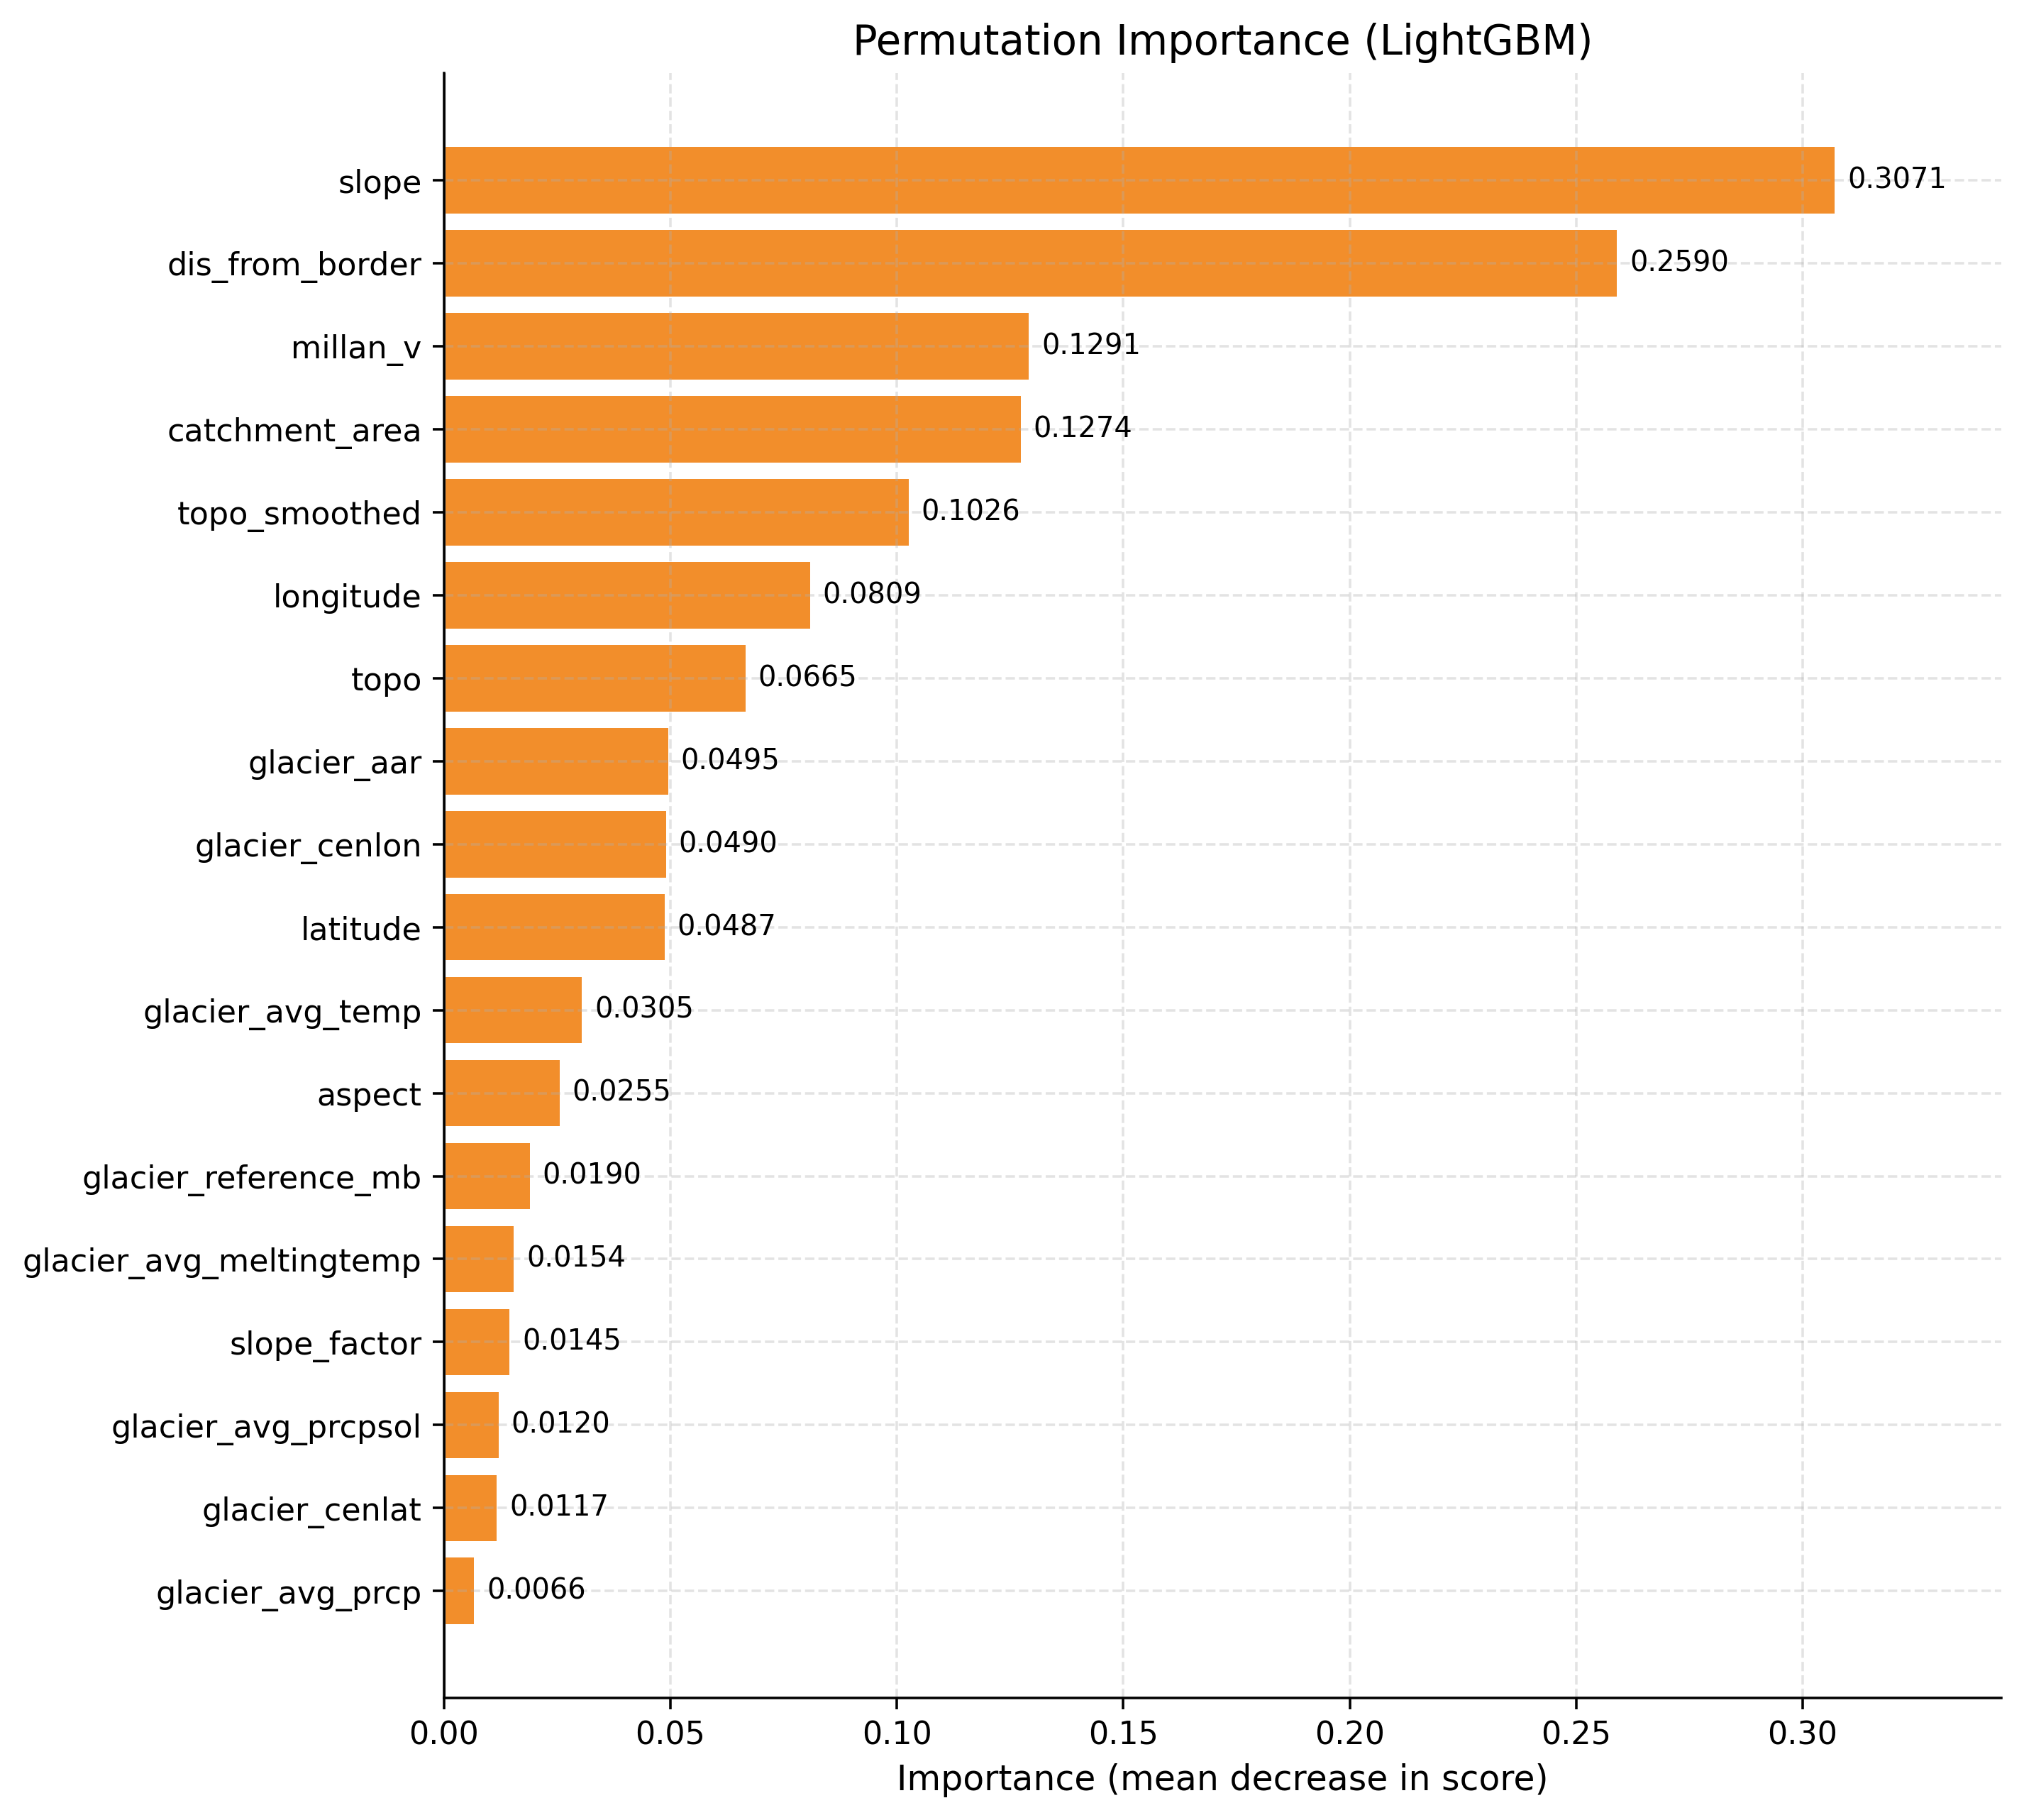 Permutation Importance (LightGBM)
slope 0.3071
dis_from_border 0.2590
millan_v 0.1291
catchment_area 0.1274
topo_smoothed 0.1026
longitude 0.0809
topo 0.0665
glacier_aar 0.0495
glacier_cenlon 0.0490
latitude 0.0487
glacier_avg_temp 0.0305
aspect 0.0255
glacier_reference_mb 0.0190
glacier_avg_meltingtemp 0.0154
slope_factor 0.0145
glacier_avg_prcpsol 0.0120
glacier_cenlat 0.0117
glacier_avg_prcp 0.0066
0.00 0.05 0.10 0.15 0.20 0.25 0.30
Importance (mean decrease in score)